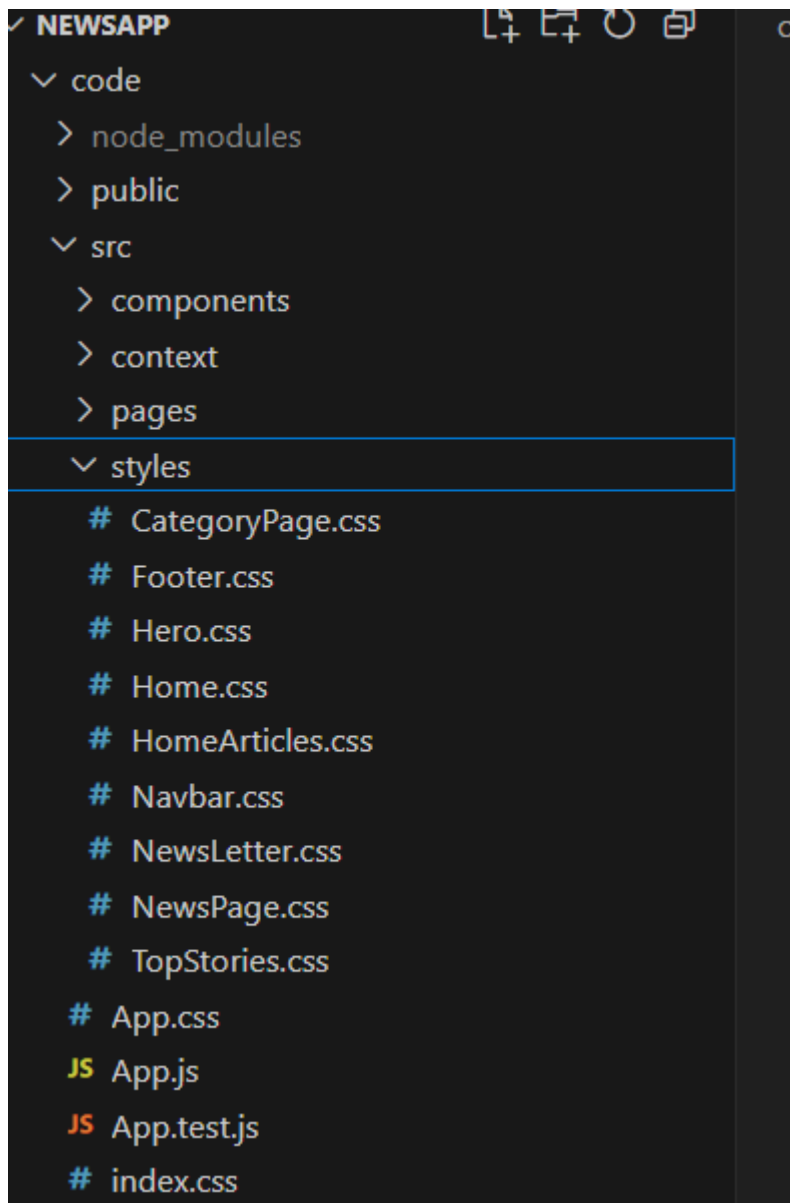 NEWSAPP
code
node_modules
public
src
components
context
pages
styles
# CategoryPage.css
# Footer.css
# Hero.css
# Home.css
# HomeArticles.css
# Navbar.css
# NewsLetter.css
# NewsPage.css
# TopStories.css
# App.css
JS App.js
JS App.test.js
# index.css